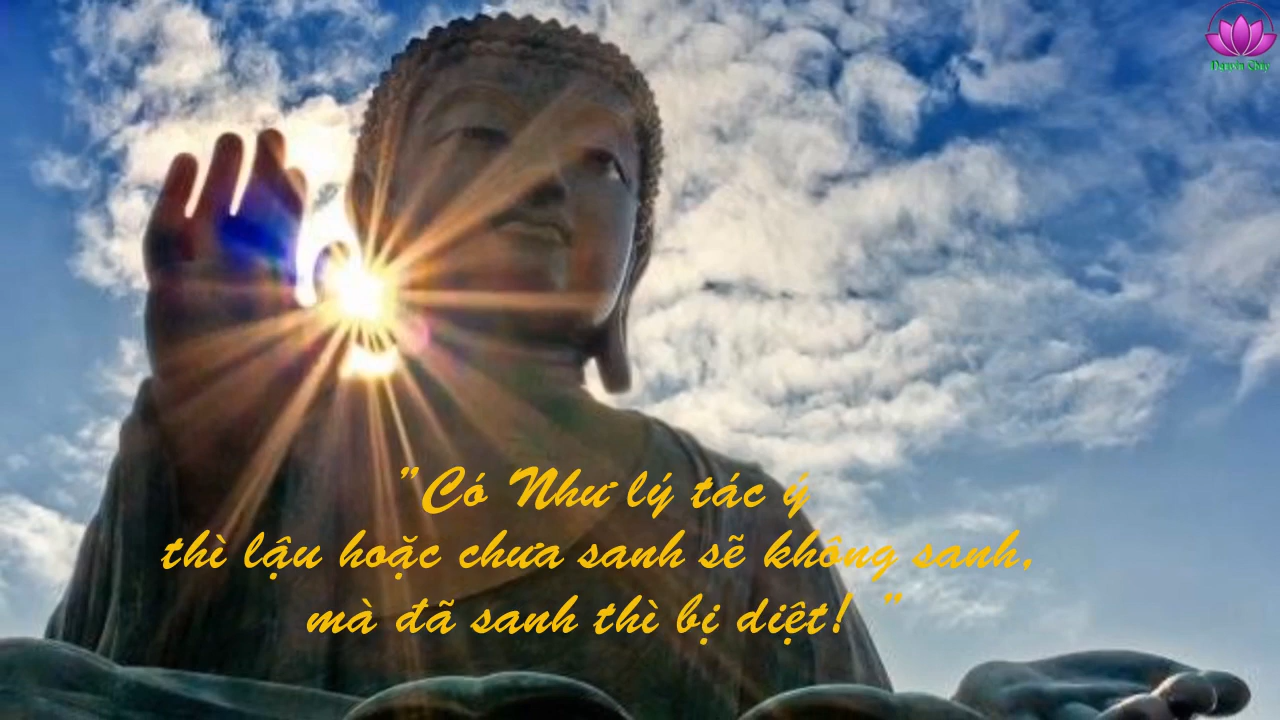 ”Có Như lý tác ý
thì lậu hoặc chưa sanh sẽ không sanh,
mà đã sanh thì bị diệt! ”